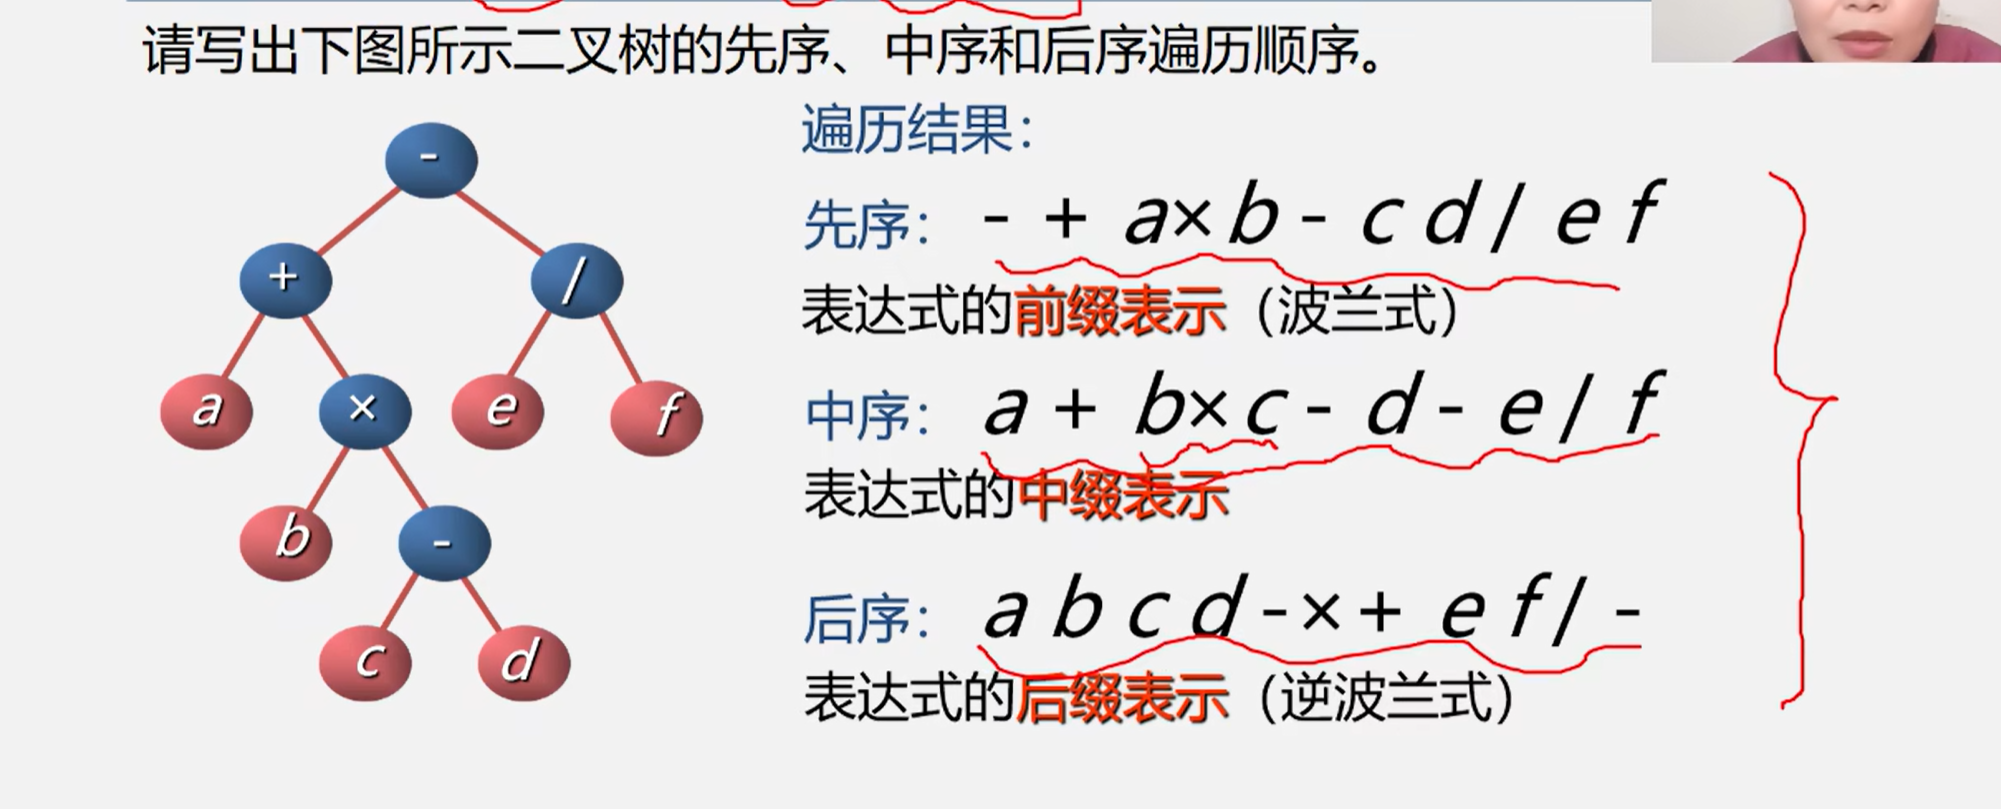 请写出下图所示二叉树的先序、中序和后序遍历顺序。
遍历结果：
-
+ /
a × e f
b -
c d
先序： - + a × b - c d / e f
表达式的前缀表示（波兰式）
中序： a + b × c - d - e / f
表达式的中缀表示
后序： a b c d - × + e f / -
表达式的后缀表示（逆波兰式）